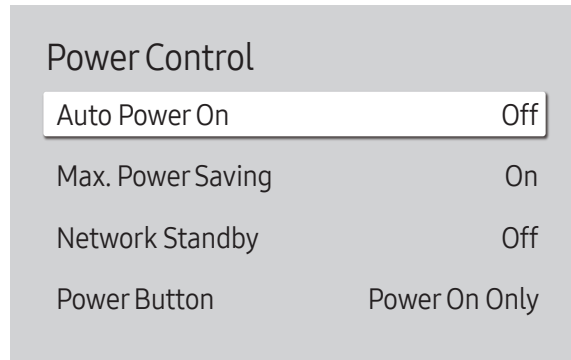 Power Control
Auto Power On Off
Max. Power Saving On
Network Standby Off
Power Button Power On Only